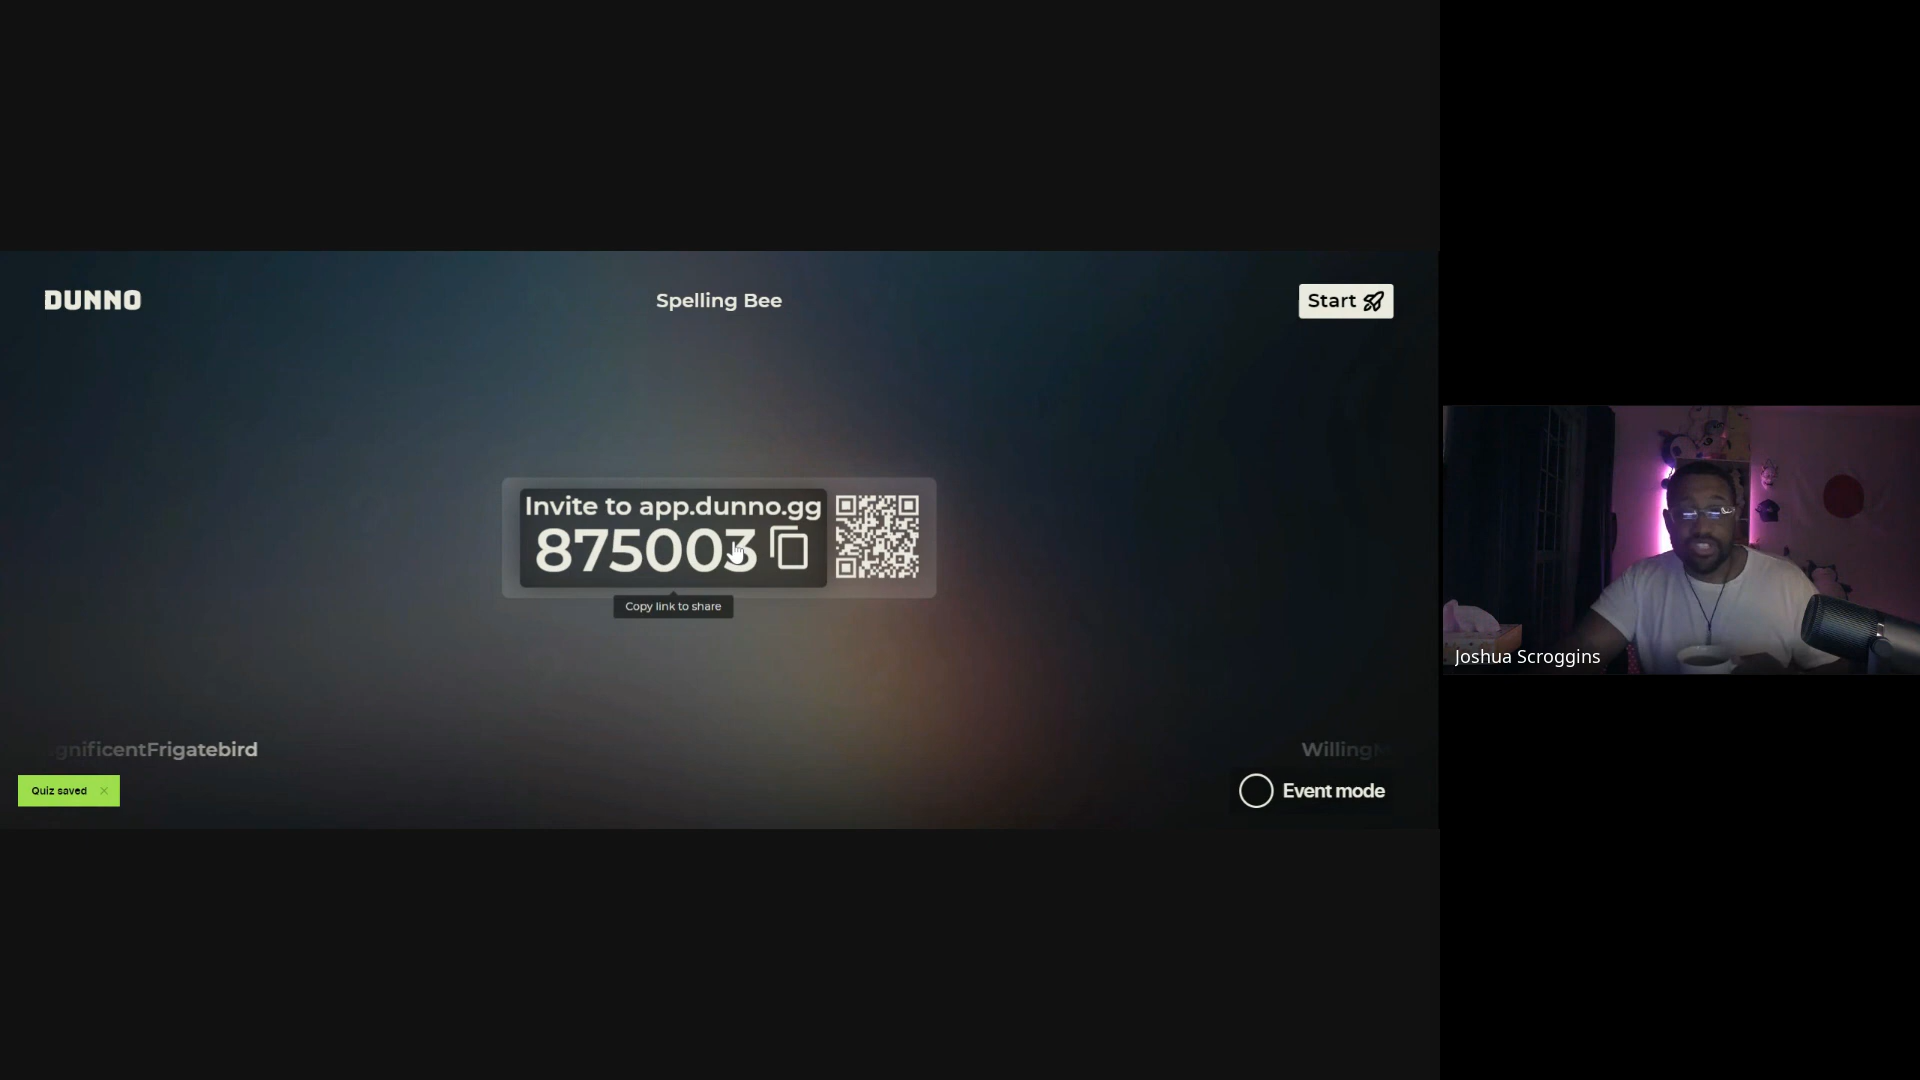 DUNNO
Spelling Bee
Start
Invite to app.dunno.gg
875003
Copy link to share
gnificentFrigatebird
Willing
Quiz saved
Event mode
Joshua Scroggins